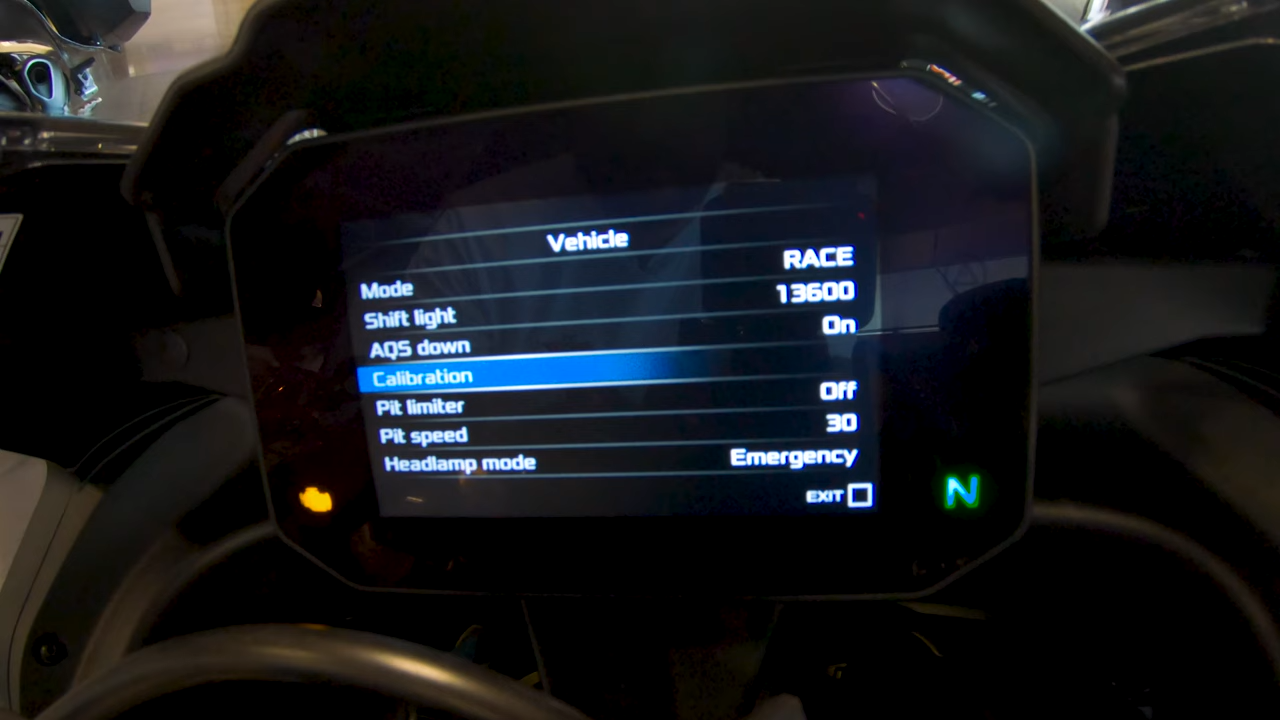 Vehicle
Mode RACE
Shift light 13600
AQS down On
Calibration
Pit limiter Off
Pit speed 30
Headlamp mode Emergency
EXIT
N